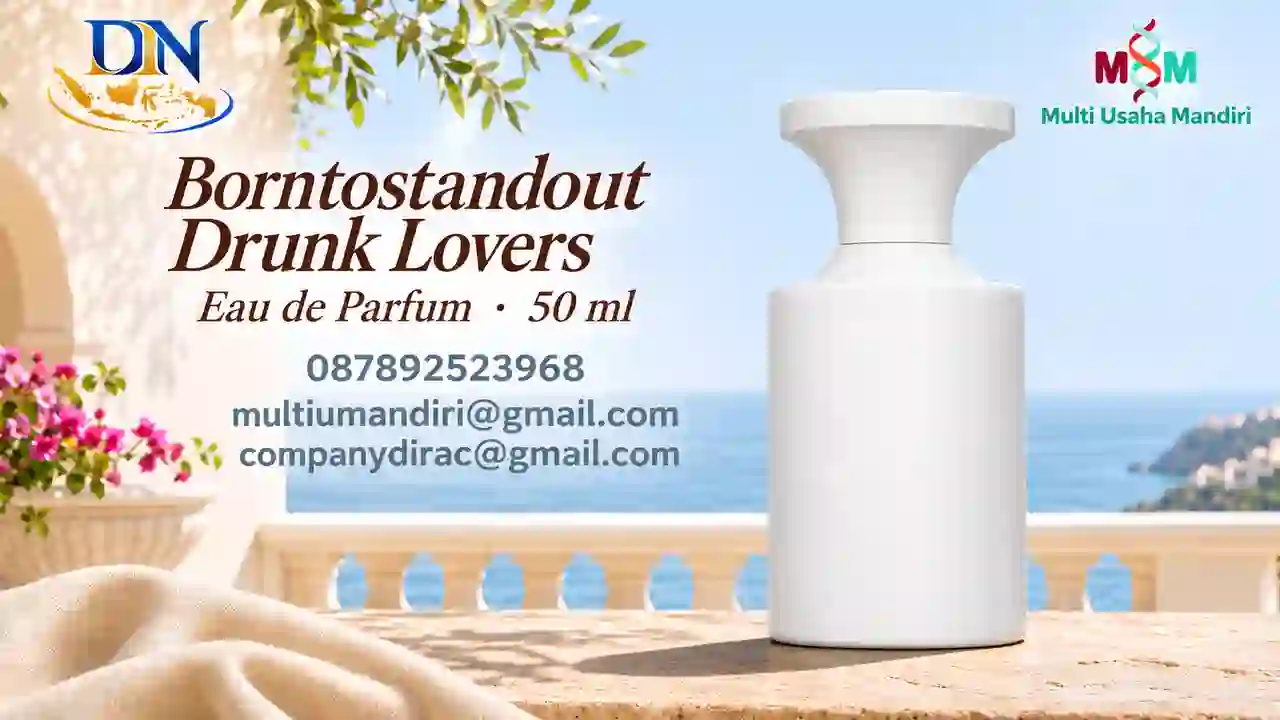 DN
MSM
Multi Usaha Mandiri
Borntostandout
Drunk Lovers
Eau de Parfum · 50 ml
087892523968
multiumandiri@gmail.com
companydirac@gmail.com